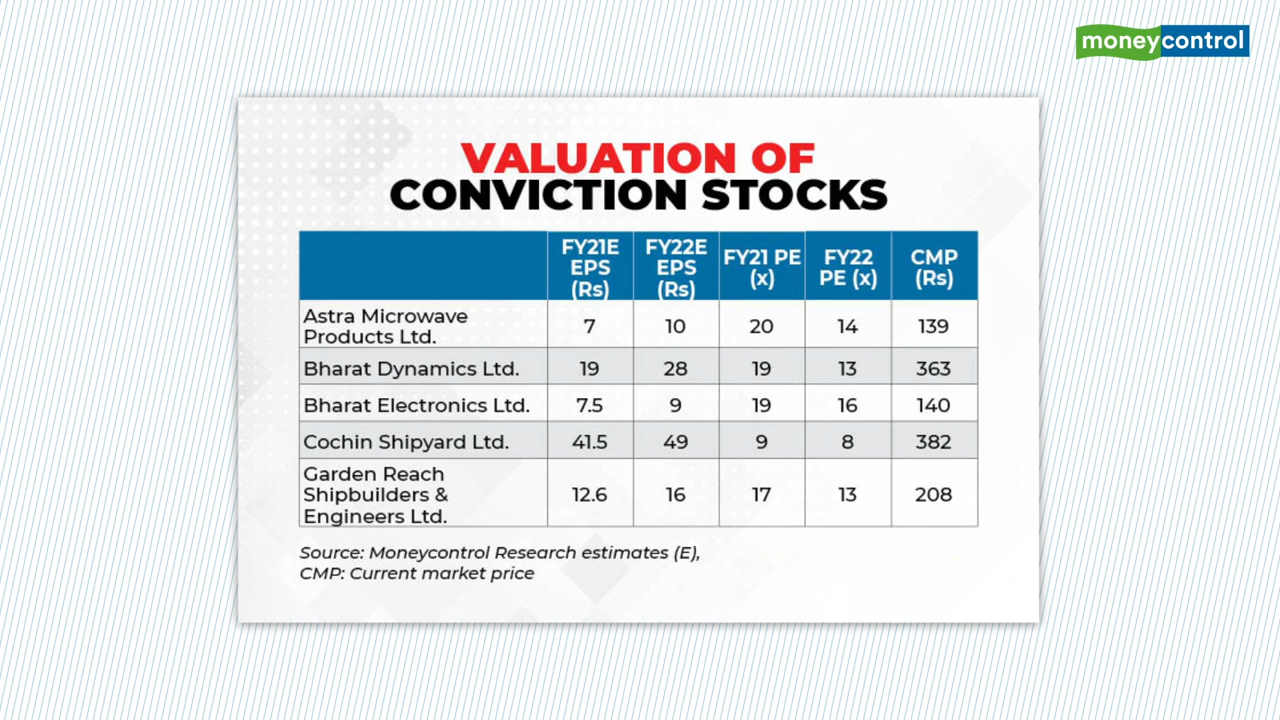 moneycontrol
VALUATION OF
CONVICTION STOCKS
FY21E EPS (Rs) FY22E EPS (Rs) FY21 PE (x) FY22 PE (x) CMP (Rs)
Astra Microwave Products Ltd. 7 10 20 14 139
Bharat Dynamics Ltd. 19 28 19 13 363
Bharat Electronics Ltd. 7.5 9 19 16 140
Cochin Shipyard Ltd. 41.5 49 9 8 382
Garden Reach Shipbuilders & Engineers Ltd. 12.6 16 17 13 208
Source: Moneycontrol Research estimates (E),
CMP: Current market price